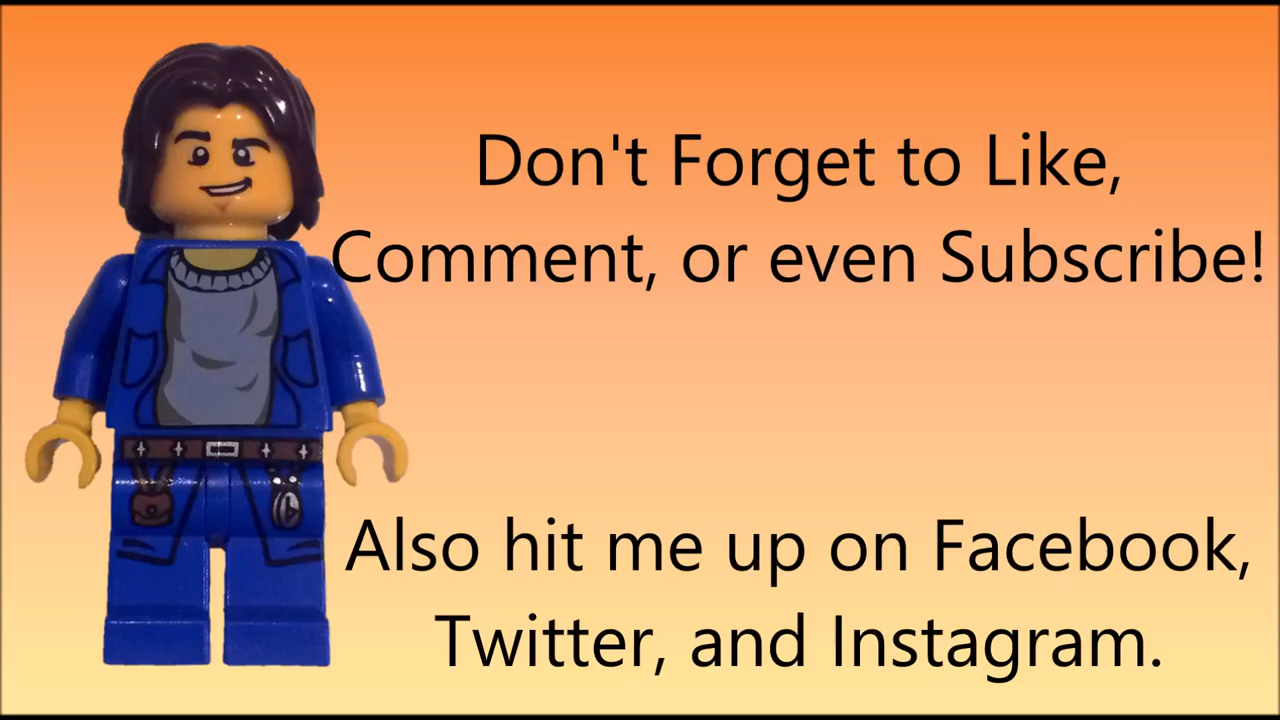 Don't Forget to Like,
Comment, or even Subscribe!
Also hit me up on Facebook,
Twitter, and Instagram.